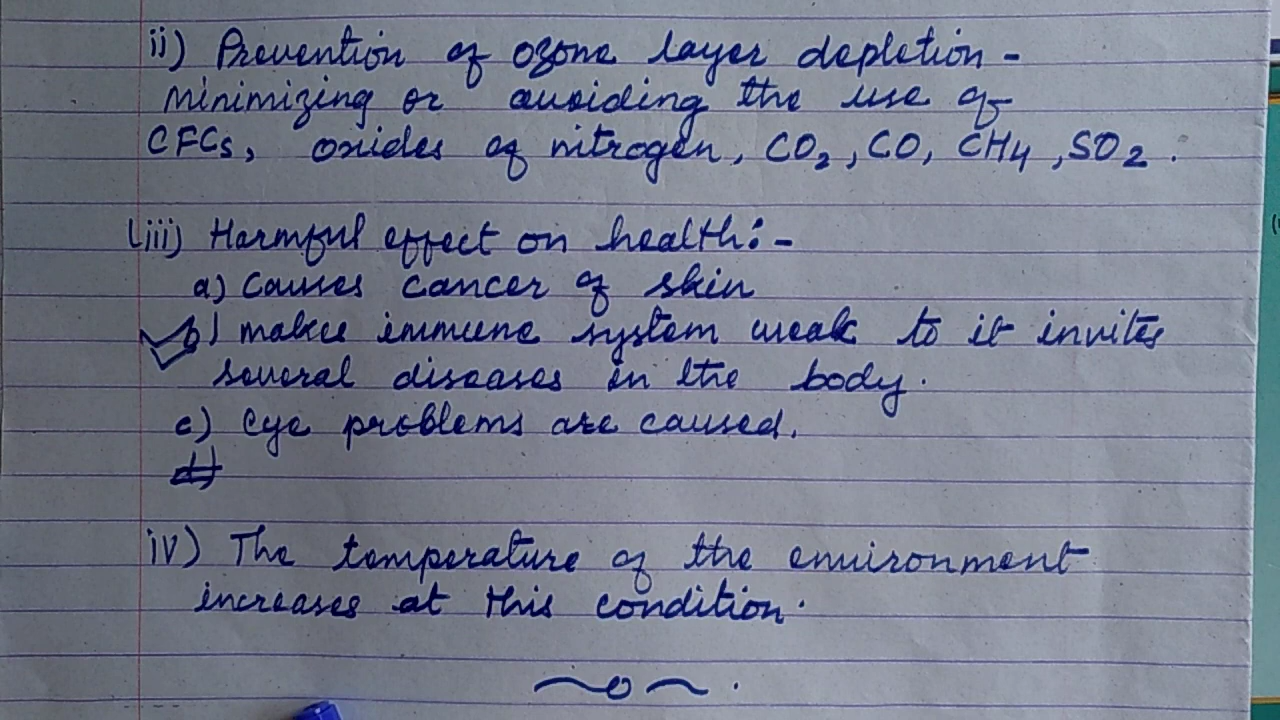 ii) Prevention of ozone layer depletion -
minimizing or avoiding the use of
CFCs, oxides of nitrogen, CO₂, CO, CH4, SO2.
(iii) Harmful effect on health:-
a) Causes cancer of skin
b) makes immune system weak to it invites
several diseases in the body.
c) Eye problems are caused.
d)
iv) The temperature of the environment
increases at this condition.